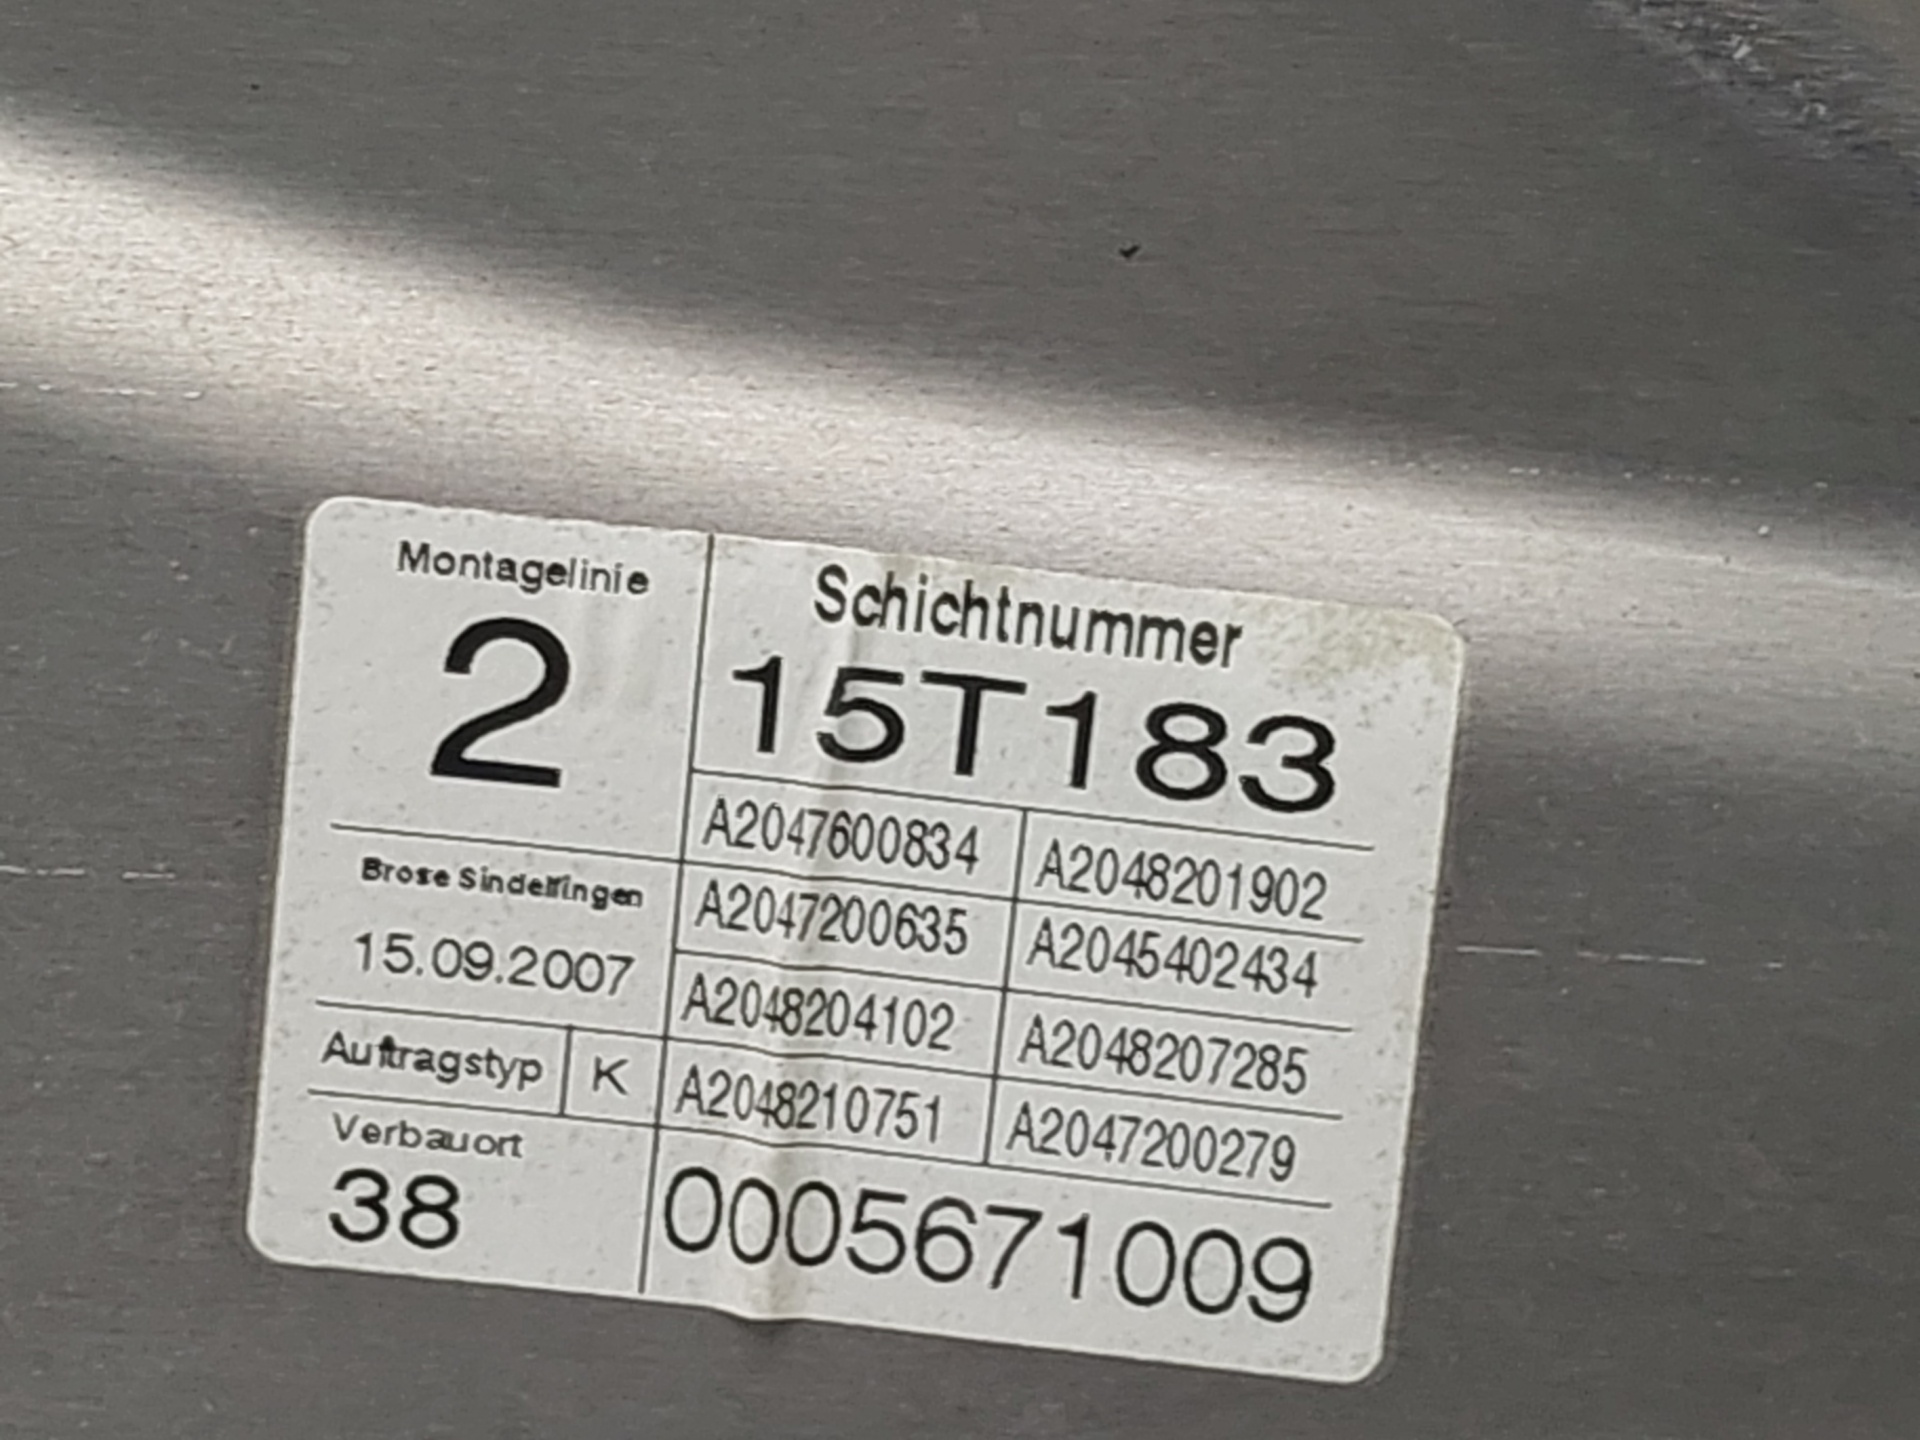 Montagelinie
2
Schichtnummer
15T183
A2047600834 A2048201902
A2047200635 A2045402434
A2048204102 A2048207285
A2048210751 A2047200279
Brose Sindelfingen
15.09.2007
Auftragstyp K
Verbauort
38
0005671009